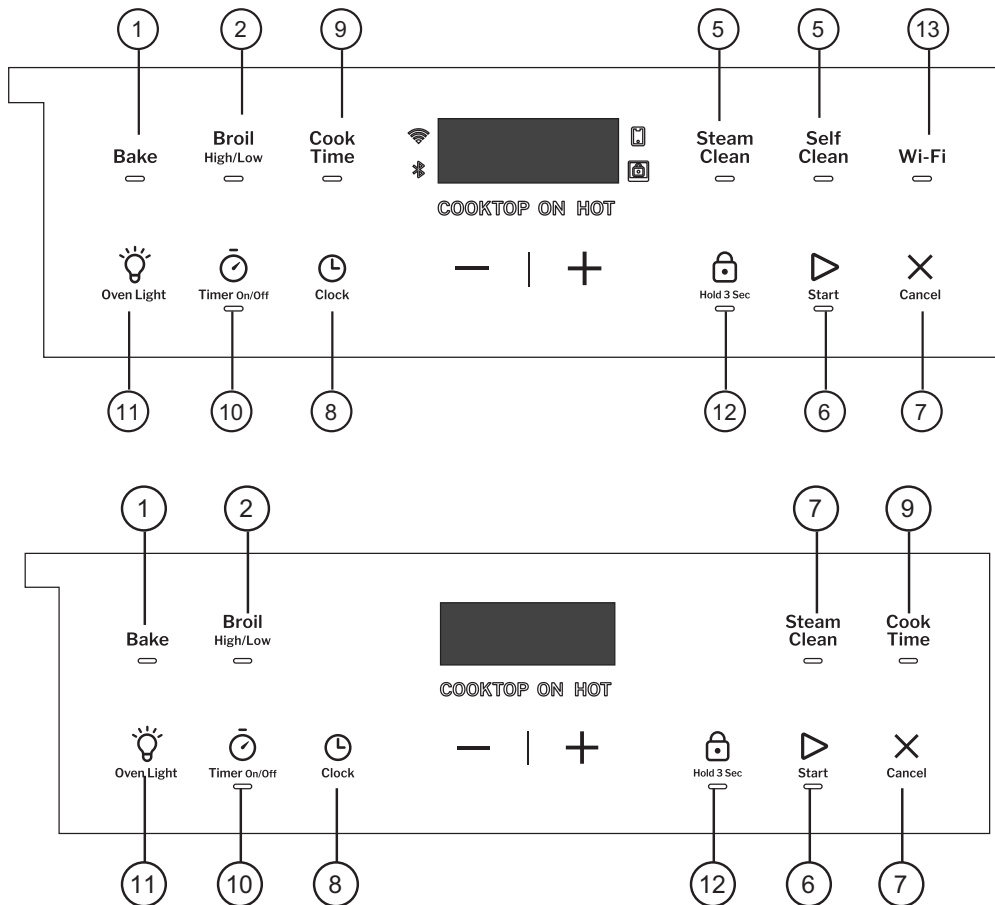 1 2 9 5 5 13
Bake
Broil
High/Low
Cook
Time
Steam
Clean
Self
Clean
Wi-Fi
COOKTOP ON HOT
Oven Light
Timer On/Off
Clock
— | +
Hold 3 Sec
Start
Cancel
11 10 8 12 6 7
1 2 7 9
Bake
Broil
High/Low
Steam
Clean
Cook
Time
COOKTOP ON HOT
Oven Light
Timer On/Off
Clock
— | +
Hold 3 Sec
Start
Cancel
11 10 8 12 6 7